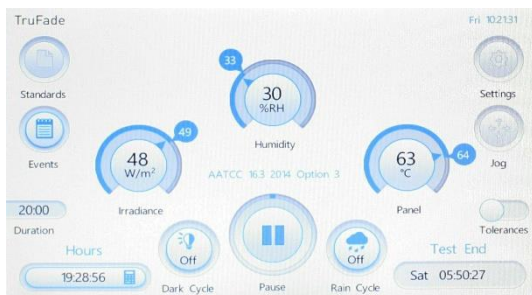 TruFade
Fri 10:21:31
33
Standards
30
%RH
Settings
49
Humidity
64
Events
48
W/m²
63
°C
Jog
AATCC 16.3 2014 Option 3
20:00
Irradiance
Panel
Duration
Tolerances
Hours
Off
Off
Test End
19:28:56
Dark Cycle
Pause
Rain Cycle
Sat 05:50:27